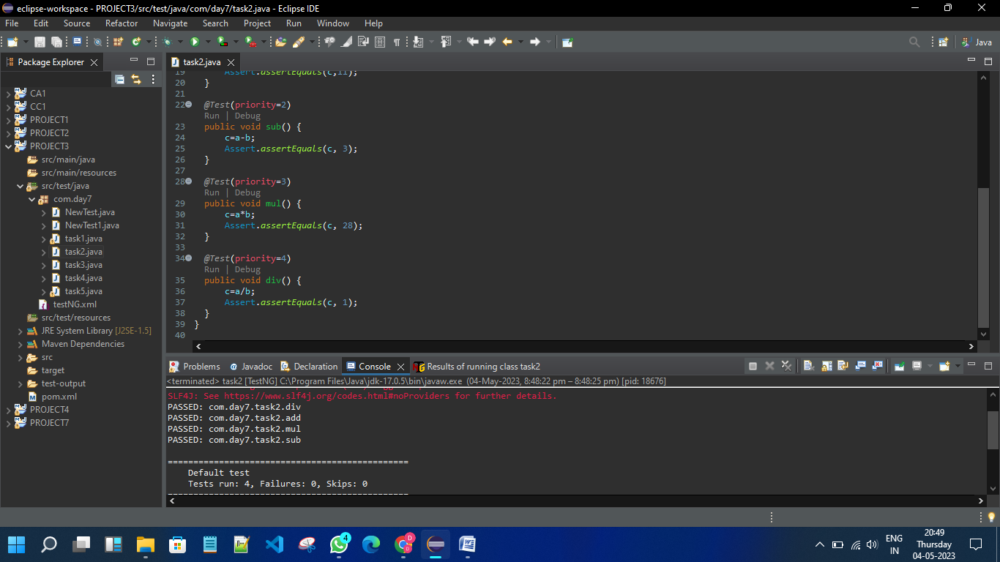 eclipse-workspace - PROJECT3/src/test/java/com/day7/task2.java - Eclipse IDE
File Edit Source Refactor Navigate Search Project Run Window Help
Java
Package Explorer
CA1
CC1
PROJECT1
PROJECT2
PROJECT3
src/main/java
src/main/resources
src/test/java
com.day7
NewTest.java
NewTest1.java
task1.java
task2.java
task3.java
task4.java
task5.java
testNG.xml
src/test/resources
JRE System Library [J2SE-1.5]
Maven Dependencies
src
target
test-output
pom.xml
PROJECT4
PROJECT7
task2.java
19 Assert.assertEquals(c,11);
20 }
21
22 @Test(priority=2)
Run | Debug
23 public void sub() {
24 c=a-b;
25 Assert.assertEquals(c, 3);
26 }
27
28 @Test(priority=3)
Run | Debug
29 public void mul() {
30 c=a*b;
31 Assert.assertEquals(c, 28);
32 }
33
34 @Test(priority=4)
Run | Debug
35 public void div() {
36 c=a/b;
37 Assert.assertEquals(c, 1);
38 }
39 }
40
Problems Javadoc Declaration Console Results of running class task2
<terminated> task2 [TestNG] C:\Program Files\Java\jdk-17.0.5\bin\javaw.exe (04-May-2023, 8:48:22 pm – 8:48:25 pm) [pid: 18676]
SLF4J: See https://www.slf4j.org/codes.html#noProviders for further details.
PASSED: com.day7.task2.div
PASSED: com.day7.task2.add
PASSED: com.day7.task2.mul
PASSED: com.day7.task2.sub
===============================================
Default test
Tests run: 4, Failures: 0, Skips: 0
===============================================
4
D
D
ENG
IN
20:49
Thursday
04-05-2023